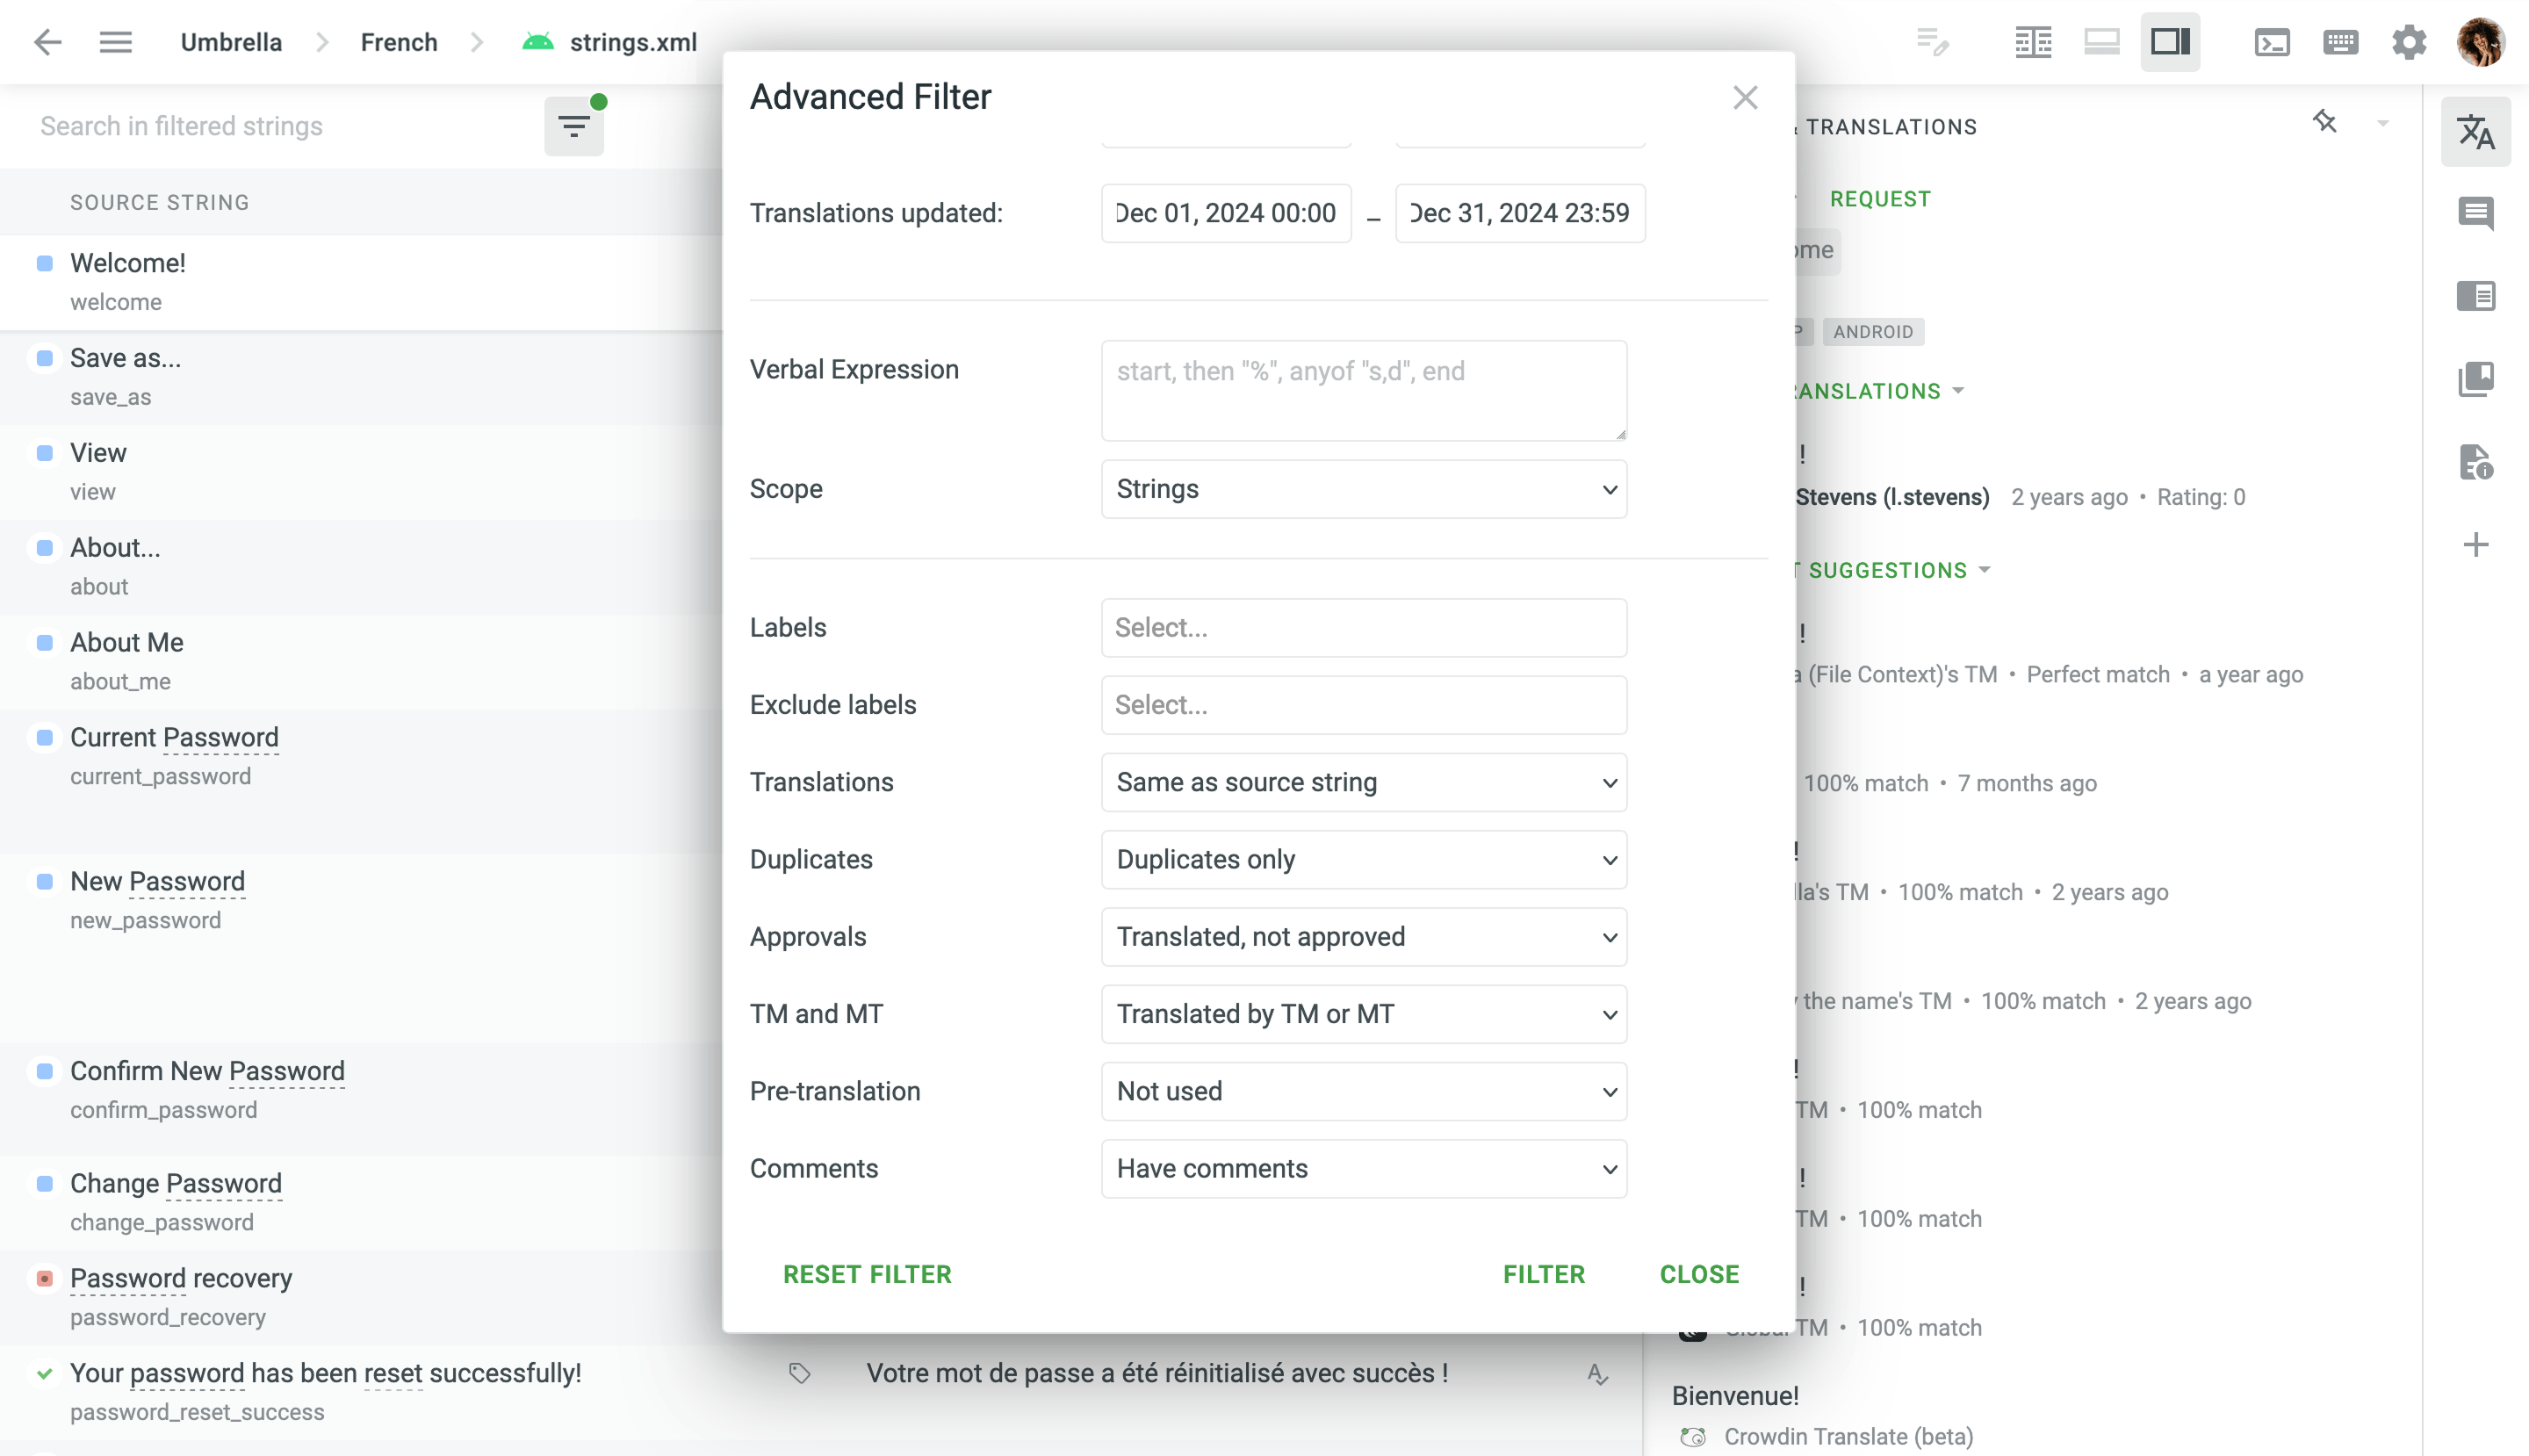 Umbrella
French
strings.xml
Search in filtered strings
SOURCE STRING
Welcome!
welcome
Save as...
save_as
View
view
About...
about
About Me
about_me
Current Password
current_password
New Password
new_password
Confirm New Password
confirm_password
Change Password
change_password
Password recovery
password_recovery
Your password has been reset successfully!
password_reset_success
Votre mot de passe a été réinitialisé avec succès !
Advanced Filter
Translations updated:
Dec 01, 2024 00:00 – Dec 31, 2024 23:59
Verbal Expression
start, then "%", anyof "s,d", end
Scope
Strings
Labels
Select...
Exclude labels
Select...
Translations
Same as source string
Duplicates
Duplicates only
Approvals
Translated, not approved
TM and MT
Translated by TM or MT
Pre-translation
Not used
Comments
Have comments
RESET FILTER
FILTER
CLOSE
TRANSLATIONS
REQUEST
ANDROID
RANSLATIONS
!
Stevens (l.stevens) 2 years ago • Rating: 0
SUGGESTIONS
!
(File Context)'s TM • Perfect match • a year ago
100% match • 7 months ago
!
la's TM • 100% match • 2 years ago
the name's TM • 100% match • 2 years ago
!
TM • 100% match
!
TM • 100% match
!
Global TM • 100% match
Bienvenue!
Crowdin Translate (beta)